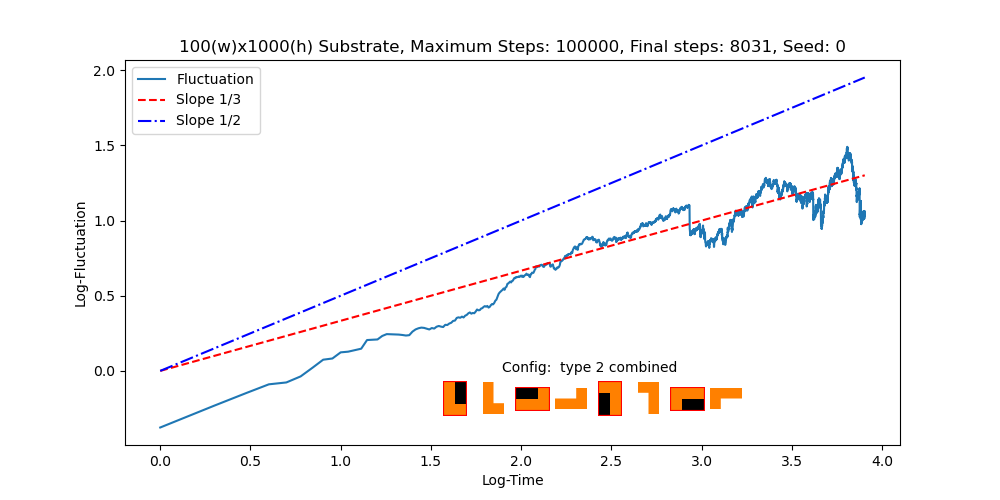 100(w)x1000(h) Substrate, Maximum Steps: 100000, Final steps: 8031, Seed: 0
Fluctuation
Slope 1/3
Slope 1/2
2.0
1.5
1.0
0.5
0.0
Log-Fluctuation
Config:  type 2 combined
0.0 0.5 1.0 1.5 2.0 2.5 3.0 3.5 4.0
Log-Time